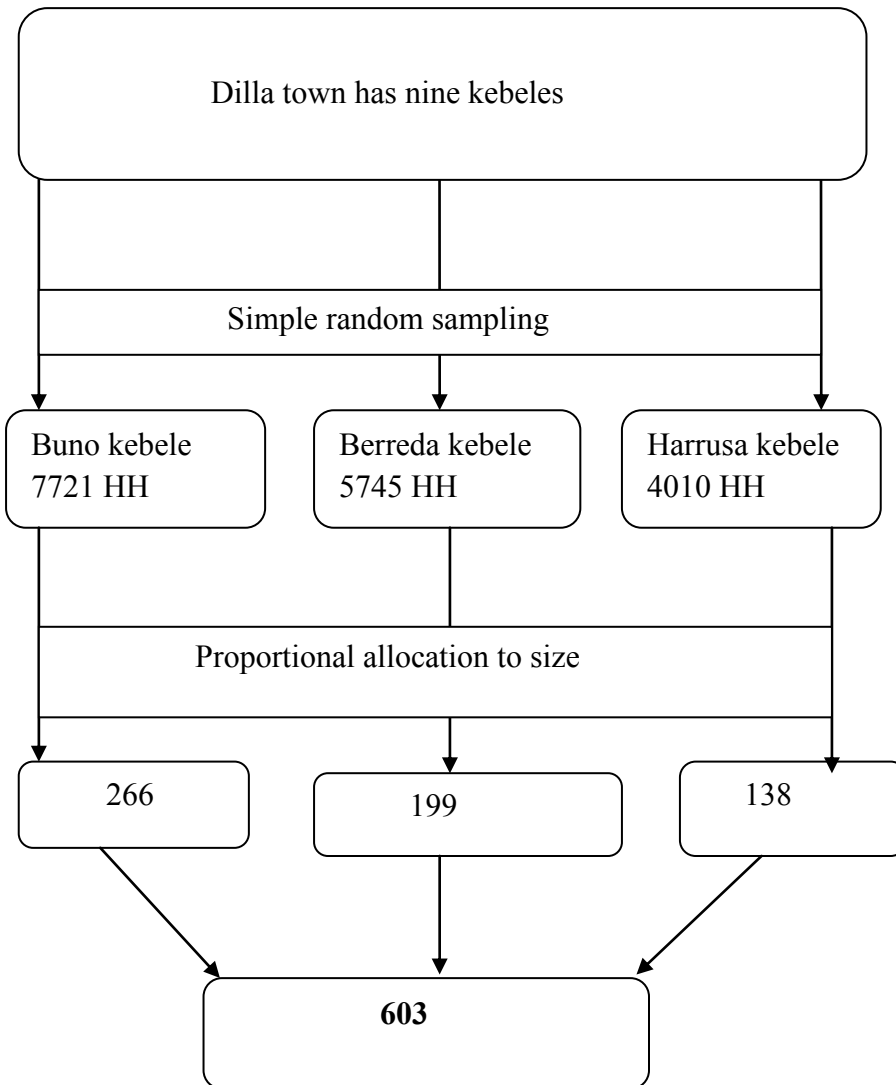 Dilla town has nine kebeles
Simple random sampling
Buno kebele
7721 HH
Berreda kebele
5745 HH
Harrusa kebele
4010 HH
Proportional allocation to size
266
199
138
603